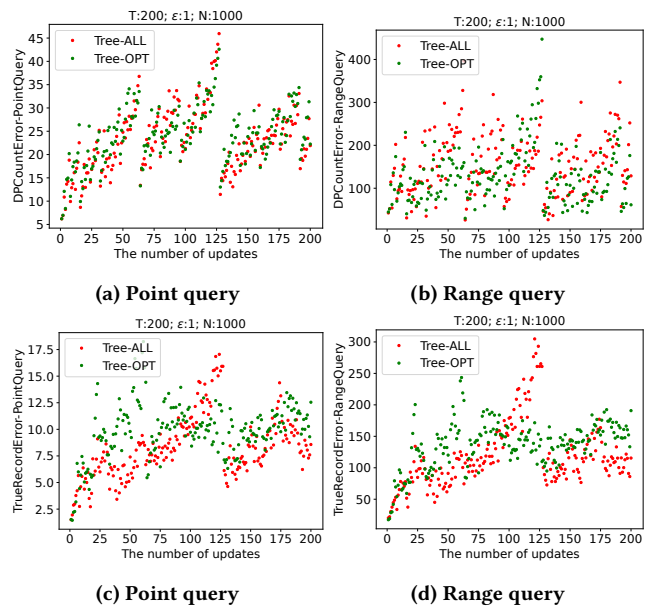 T:200; ε:1; N:1000
DPCountError-PointQuery
45
40
35
30
25
20
15
10
5
Tree-ALL
Tree-OPT
0 25 50 75 100 125 150 175 200
The number of updates
(a) Point query
T:200; ε:1; N:1000
DPCountError-RangeQuery
400
300
200
100
Tree-ALL
Tree-OPT
0 25 50 75 100 125 150 175 200
The number of updates
(b) Range query
T:200; ε:1; N:1000
TrueRecordError-PointQuery
17.5
15.0
12.5
10.0
7.5
5.0
2.5
Tree-ALL
Tree-OPT
0 25 50 75 100 125 150 175 200
The number of updates
(c) Point query
T:200; ε:1; N:1000
TrueRecordError-RangeQuery
300
250
200
150
100
50
Tree-ALL
Tree-OPT
0 25 50 75 100 125 150 175 200
The number of updates
(d) Range query